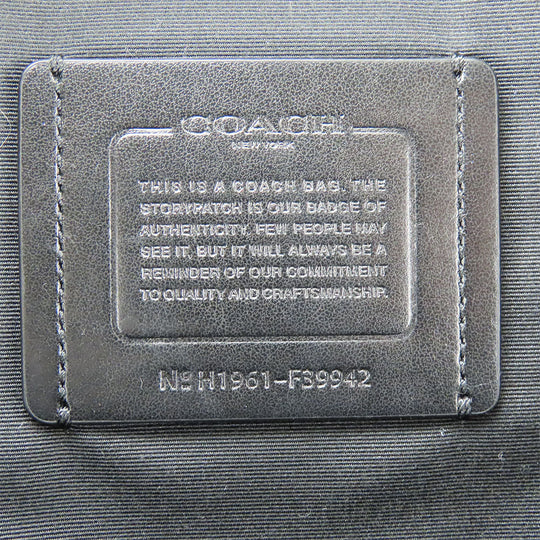 COACH
NEW YORK
THIS IS A COACH BAG. THE
STORYPATCH IS OUR BADGE OF
AUTHENTICITY. FEW PEOPLE MAY
SEE IT, BUT IT WILL ALWAYS BE A
REMINDER OF OUR COMMITMENT
TO QUALITY AND CRAFTSMANSHIP.
No H1961-F39942